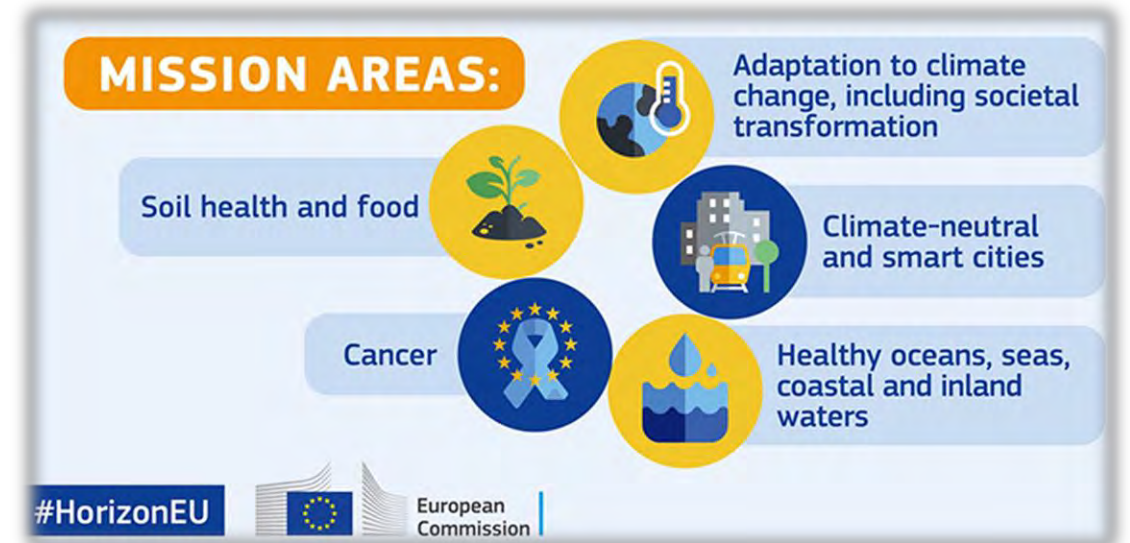 MISSION AREAS:
Adaptation to climate
change, including societal
transformation
Soil health and food
Climate-neutral
and smart cities
Cancer
Healthy oceans, seas,
coastal and inland
waters
#HorizonEU
European
Commission